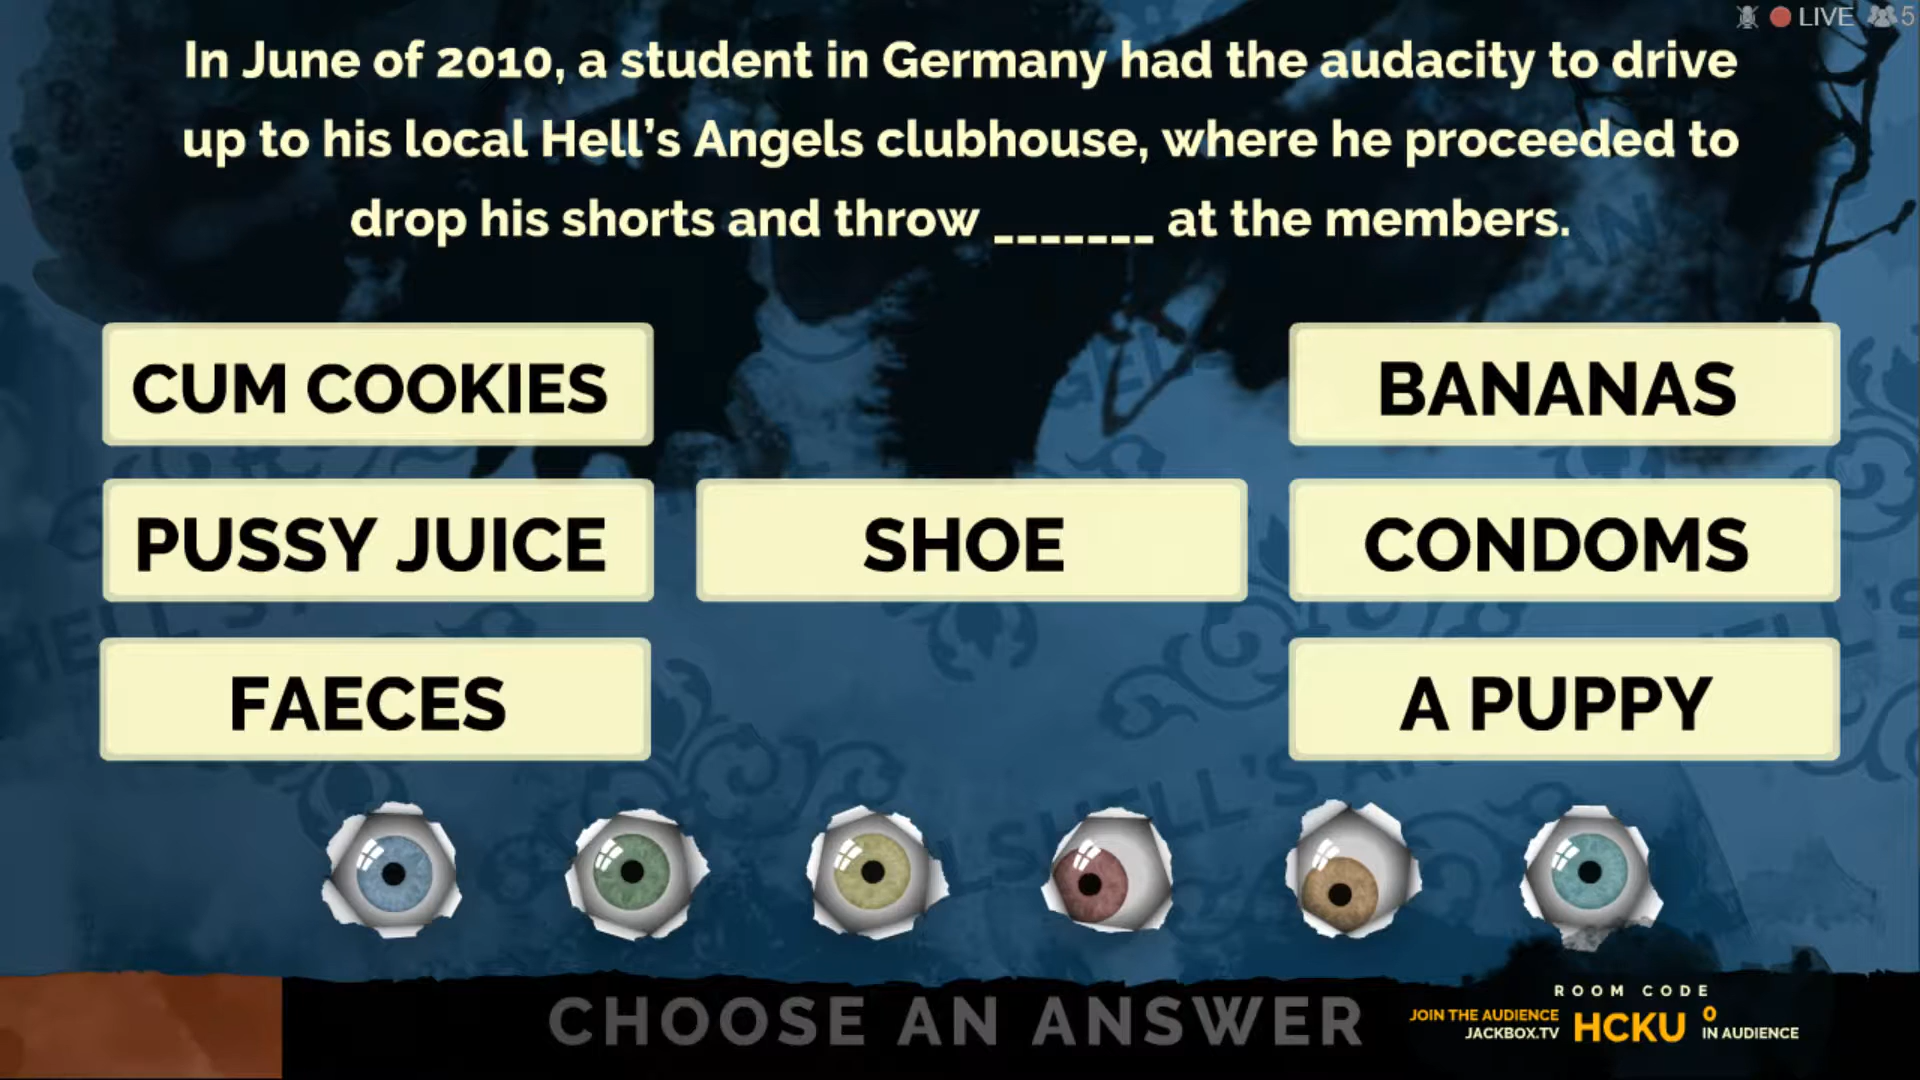 LIVE 5
In June of 2010, a student in Germany had the audacity to drive
up to his local Hell's Angels clubhouse, where he proceeded to
drop his shorts and throw _______ at the members.
CUM COOKIES
BANANAS
PUSSY JUICE
SHOE
CONDOMS
FAECES
A PUPPY
CHOOSE AN ANSWER
ROOM CODE
JOIN THE AUDIENCE
JACKBOX.TV
HCKU
0
IN AUDIENCE